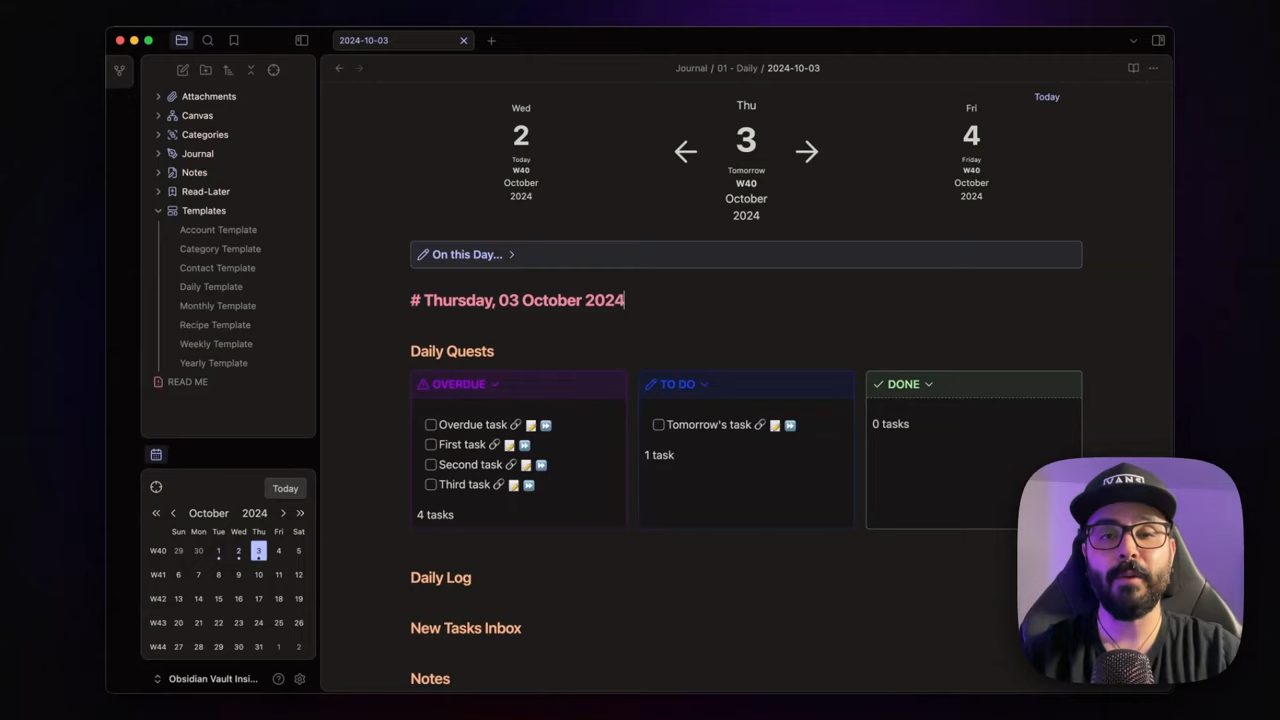 2024-10-03
Journal / 01 - Daily / 2024-10-03
Attachments
Canvas
Categories
Journal
Notes
Read-Later
Templates
Account Template
Category Template
Contact Template
Daily Template
Monthly Template
Recipe Template
Weekly Template
Yearly Template
READ ME
Today
October 2024
Sun Mon Tue Wed Thu Fri Sat
W40 29 30 1 2 3 4 5
W41 6 7 8 9 10 11 12
W42 13 14 15 16 17 18 19
W43 20 21 22 23 24 25 26
W44 27 28 29 30 31 1 2
Obsidian Vault Insi...
Wed
2
Today
W40
October
2024
Thu
3
Tomorrow
W40
October
2024
Fri
4
Friday
W40
October
2024
Today
On this Day...
# Thursday, 03 October 2024
Daily Quests
OVERDUE
Overdue task
First task
Second task
Third task
4 tasks
TO DO
Tomorrow's task
1 task
DONE
0 tasks
Daily Log
New Tasks Inbox
Notes
VANS